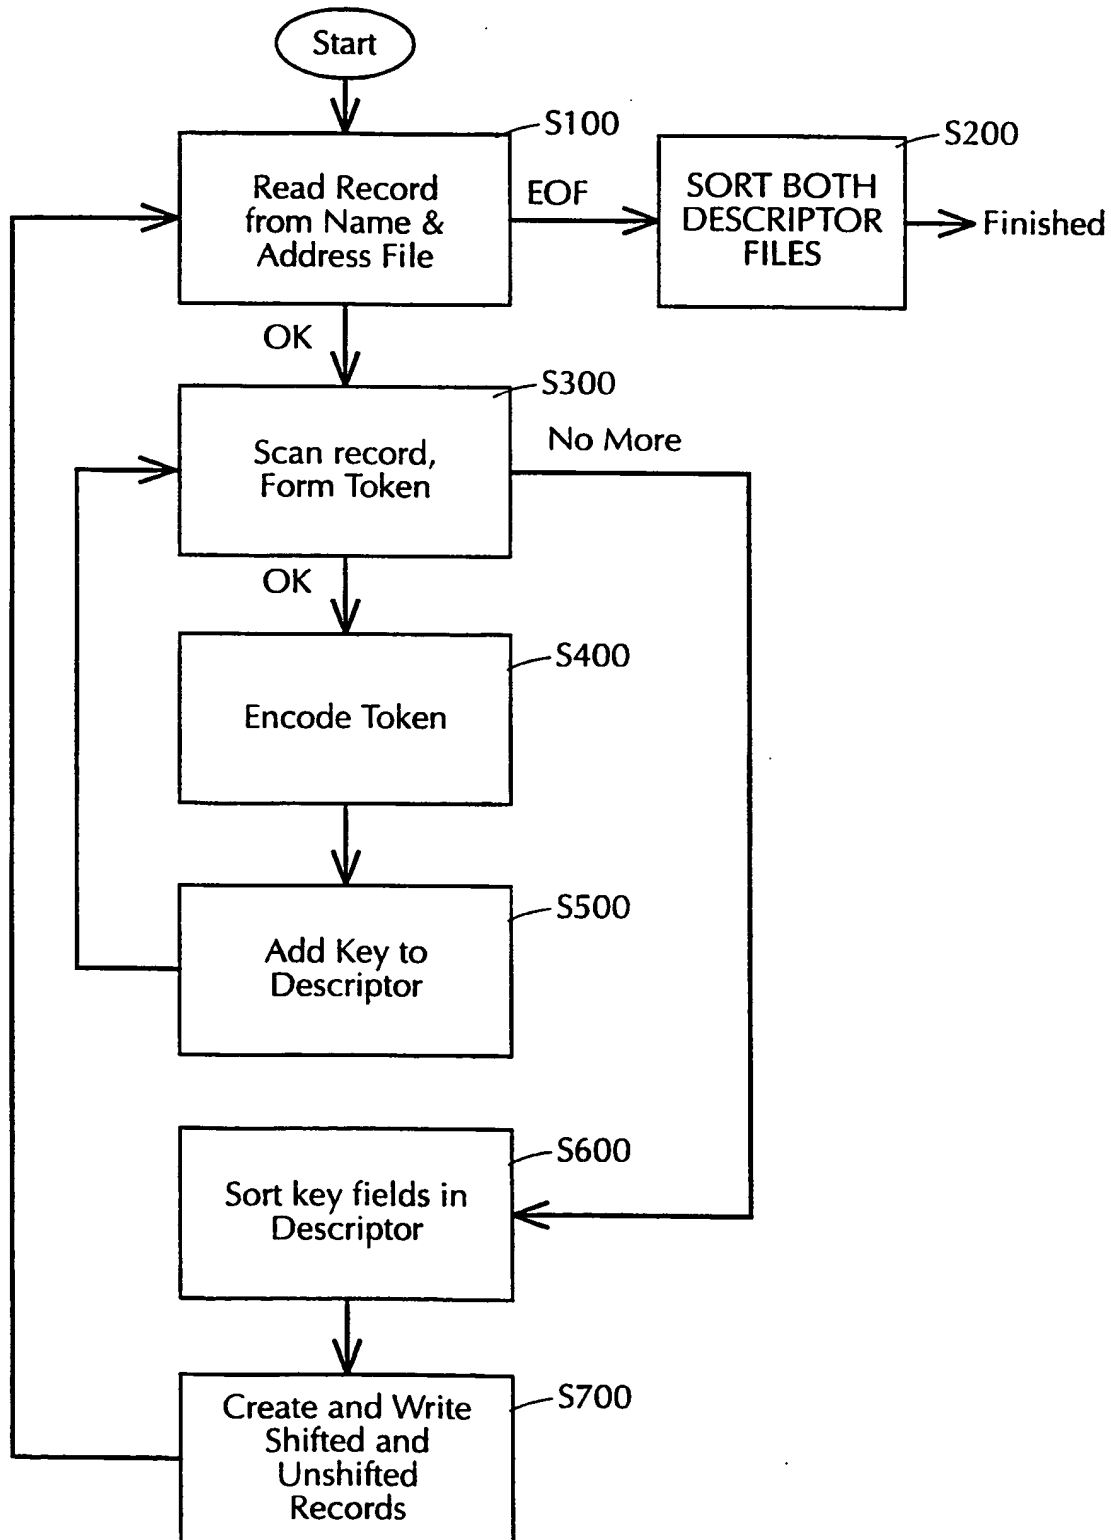 Start
S100
Read Record
from Name &
Address File
EOF
S200
SORT BOTH
DESCRIPTOR
FILES
Finished
OK
S300
Scan record,
Form Token
No More
OK
S400
Encode Token
S500
Add Key to
Descriptor
S600
Sort key fields in
Descriptor
S700
Create and Write
Shifted and
Unshifted
Records